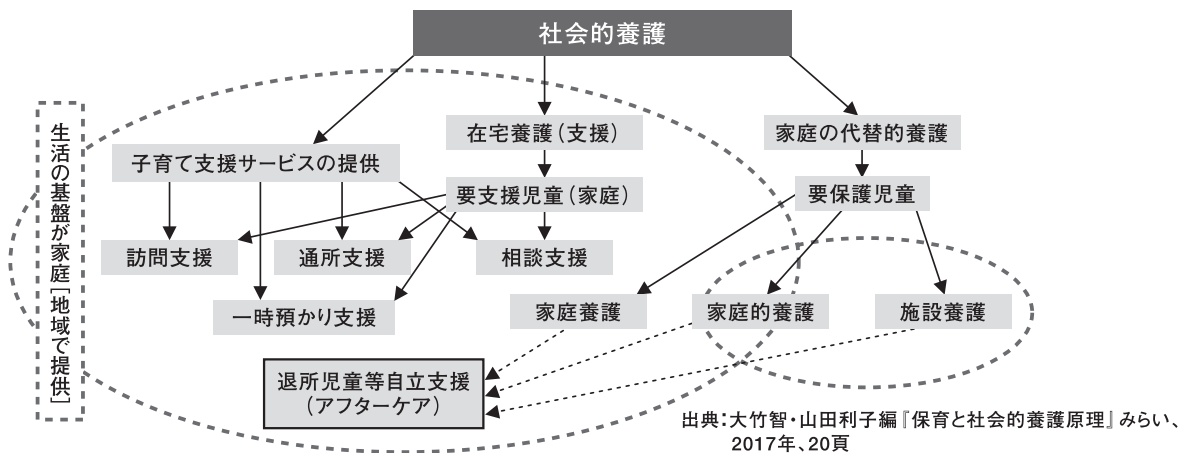 社会的養護
在宅養護(支援)
家庭の代替的養護
子育て支援サービスの提供
要支援児童(家庭)
要保護児童
訪問支援
通所支援
相談支援
一時預かり支援
家庭養護
家庭的養護
施設養護
退所児童等自立支援
(アフターケア)
生活の基盤が家庭[地域で提供]
出典:大竹智・山田利子編『保育と社会的養護原理』みらい、
2017年、20頁